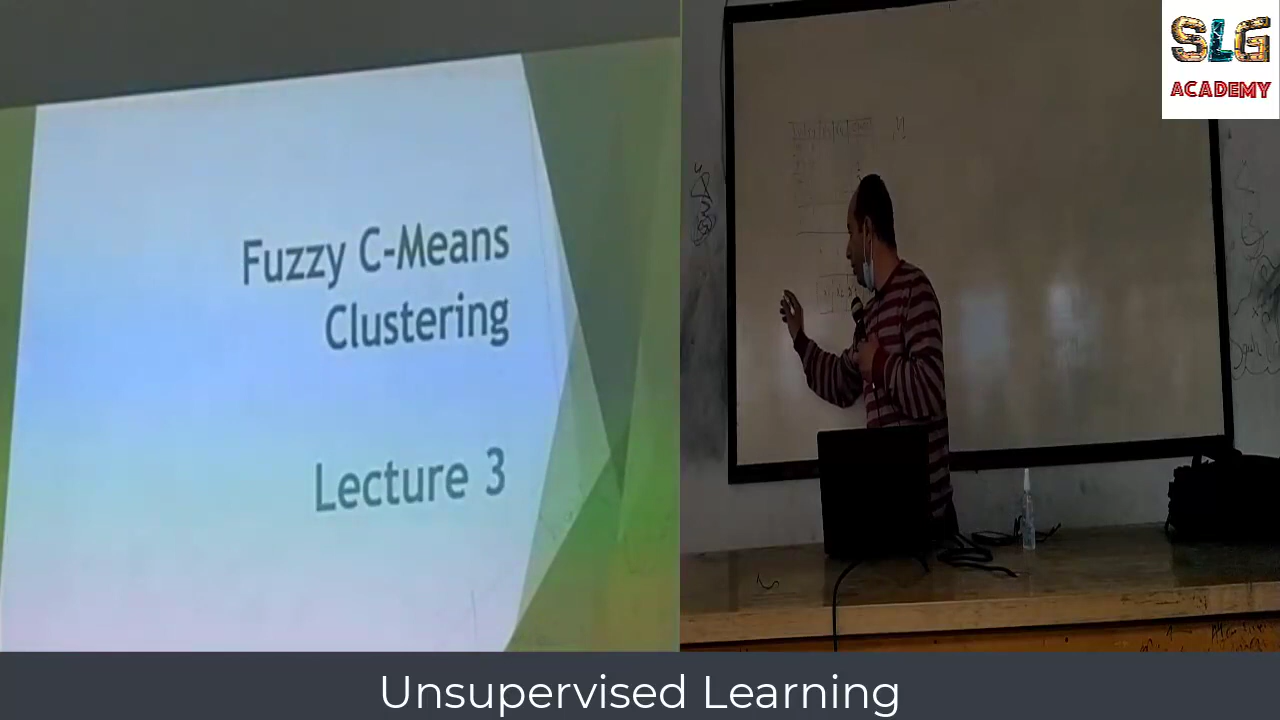 Fuzzy C-Means
Clustering
Lecture 3
SLG
ACADEMY
Unsupervised Learning